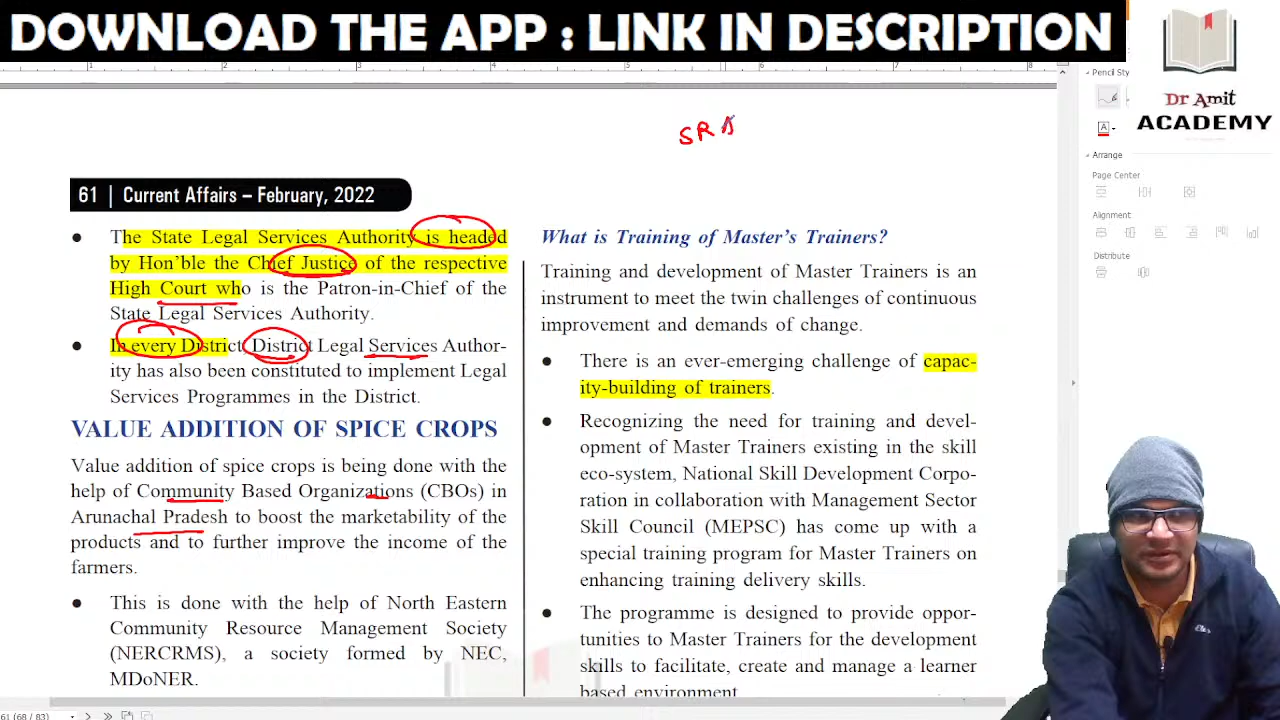 DOWNLOAD THE APP : LINK IN DESCRIPTION
Dr Amit
ACADEMY
Pencil Sty
Arrange
Page Center
Alignment:
Distribute
1 2 5 6 7 8
SRA
61 | Current Affairs – February, 2022
● The State Legal Services Authority is headed
by Hon'ble the Chief Justice of the respective
High Court who is the Patron-in-Chief of the
State Legal Services Authority.
● In every District, District Legal Services Author-
ity has also been constituted to implement Legal
Services Programmes in the District.
VALUE ADDITION OF SPICE CROPS
Value addition of spice crops is being done with the
help of Community Based Organizations (CBOs) in
Arunachal Pradesh to boost the marketability of the
products and to further improve the income of the
farmers.
● This is done with the help of North Eastern
Community Resource Management Society
(NERCRMS), a society formed by NEC,
MDoNER.
What is Training of Master's Trainers?
Training and development of Master Trainers is an
instrument to meet the twin challenges of continuous
improvement and demands of change.
● There is an ever-emerging challenge of capac-
ity-building of trainers.
● Recognizing the need for training and devel-
opment of Master Trainers existing in the skill
eco-system, National Skill Development Corpo-
ration in collaboration with Management Sector
Skill Council (MEPSC) has come up with a
special training program for Master Trainers on
enhancing training delivery skills.
● The programme is designed to provide oppor-
tunities to Master Trainers for the development
skills to facilitate, create and manage a learner
based environment
61 (68 / 83)